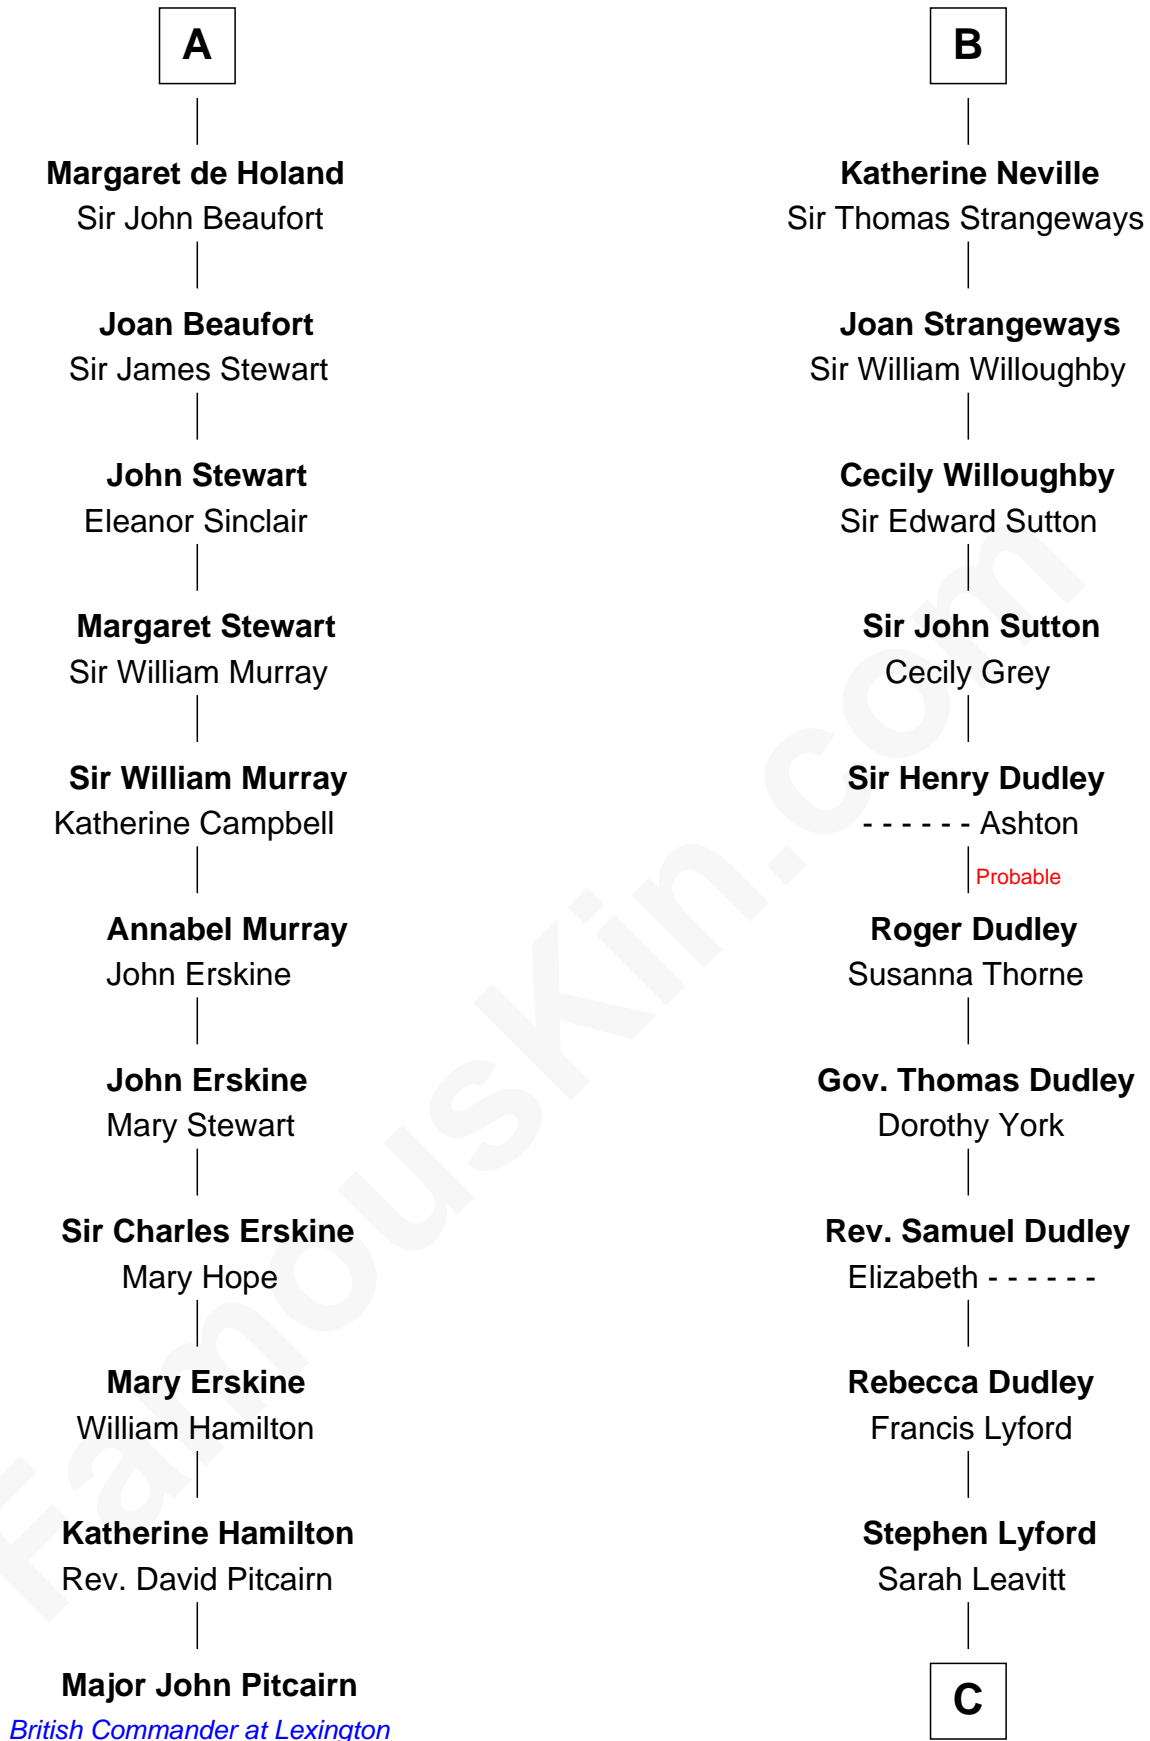 A
Margaret de Holand
Sir John Beaufort
Joan Beaufort
Sir James Stewart
John Stewart
Eleanor Sinclair
Margaret Stewart
Sir William Murray
Sir William Murray
Katherine Campbell
Annabel Murray
John Erskine
John Erskine
Mary Stewart
Sir Charles Erskine
Mary Hope
Mary Erskine
William Hamilton
Katherine Hamilton
Rev. David Pitcairn
Major John Pitcairn
British Commander at Lexington
B
Katherine Neville
Sir Thomas Strangeways
Joan Strangeways
Sir William Willoughby
Cecily Willoughby
Sir Edward Sutton
Sir John Sutton
Cecily Grey
Sir Henry Dudley
- - - - - - Ashton
Probable
Roger Dudley
Susanna Thorne
Gov. Thomas Dudley
Dorothy York
Rev. Samuel Dudley
Elizabeth - - - - - -
Rebecca Dudley
Francis Lyford
Stephen Lyford
Sarah Leavitt
C
FamousKin.com